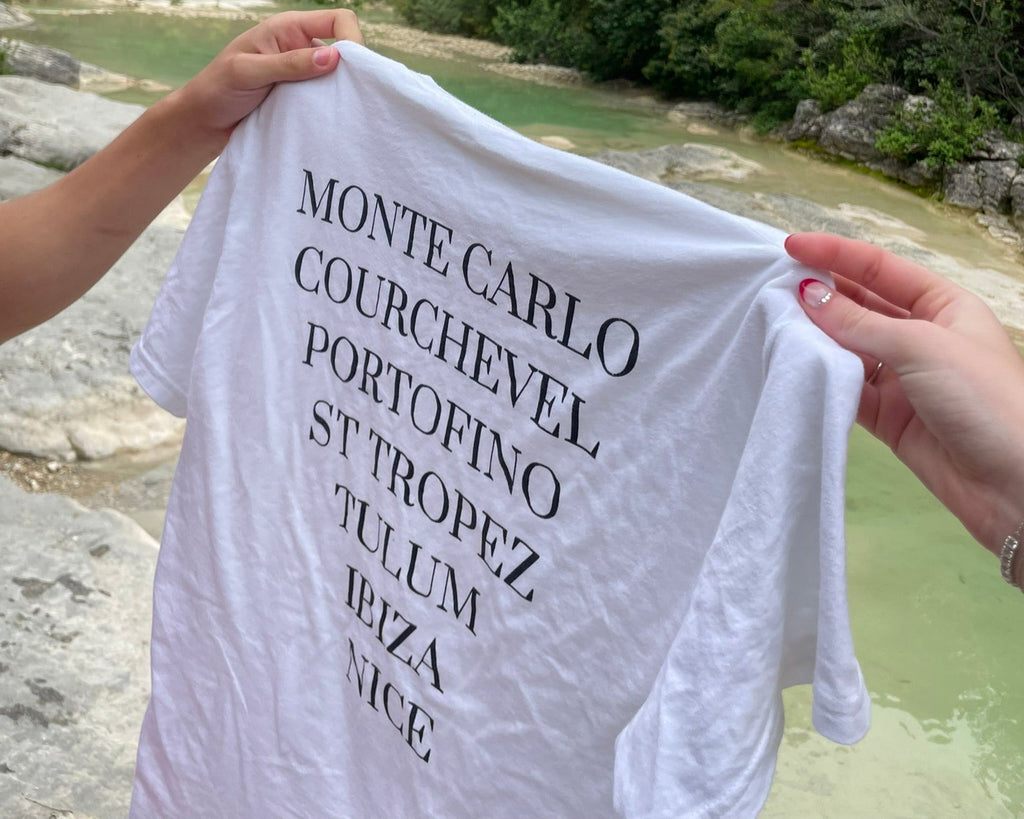 MONTE CARLO
COURCHEVEL
PORTOFINO
ST TROPEZ
TULUM
IBIZA
NICE